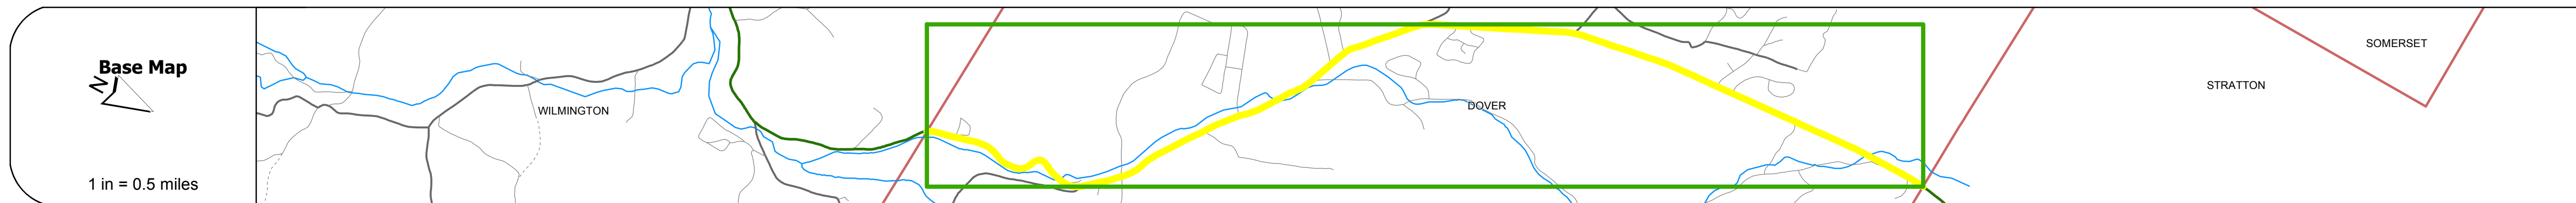 Base Map
N
1 in = 0.5 miles
WILMINGTON
DOVER
STRATTON
SOMERSET